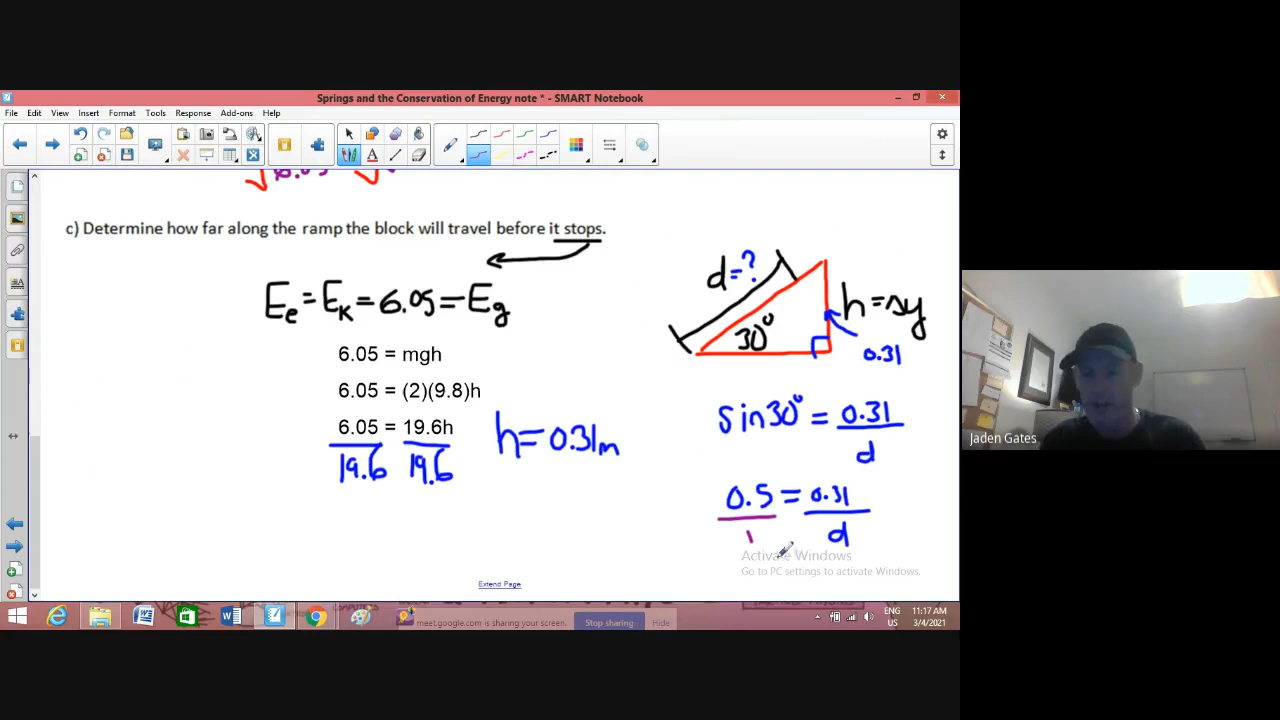 Springs and the Conservation of Energy note * - SMART Notebook
File Edit View Insert Format Tools Response Add-ons Help
c) Determine how far along the ramp the block will travel before it stops.
Ee = Ek = 6.05 = Eg
6.05 = mgh
6.05 = (2)(9.8)h
6.05 = 19.6h
19.6 19.6
h = 0.31m
d = ?
30°
h = Δy
0.31
sin30° = 0.31
d
0.5 = 0.31
1 d
Activate Windows
Go to PC settings to activate Windows.
Extend Page
Jaden Gates
meet.google.com is sharing your screen. Stop sharing Hide
ENG
US
11:17 AM
3/4/2021